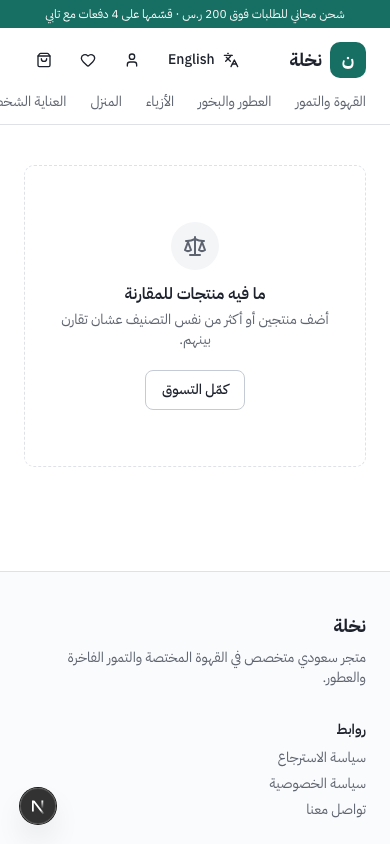 شحن مجاني للطلبات فوق 200 ر.س · قسّمها على 4 دفعات مع تابي
ن نخلة English
القهوة والتمور العطور والبخور الأزياء المنزل العناية
ما فيه منتجات للمقارنة
أضف منتجين أو أكثر من نفس التصنيف عشان تقارن
بينهم.
كمّل التسوق
نخلة
متجر سعودي متخصص في القهوة المختصة والتمور الفاخرة
والعطور.
روابط
سياسة الاسترجاع
سياسة الخصوصية
تواصل معنا
N